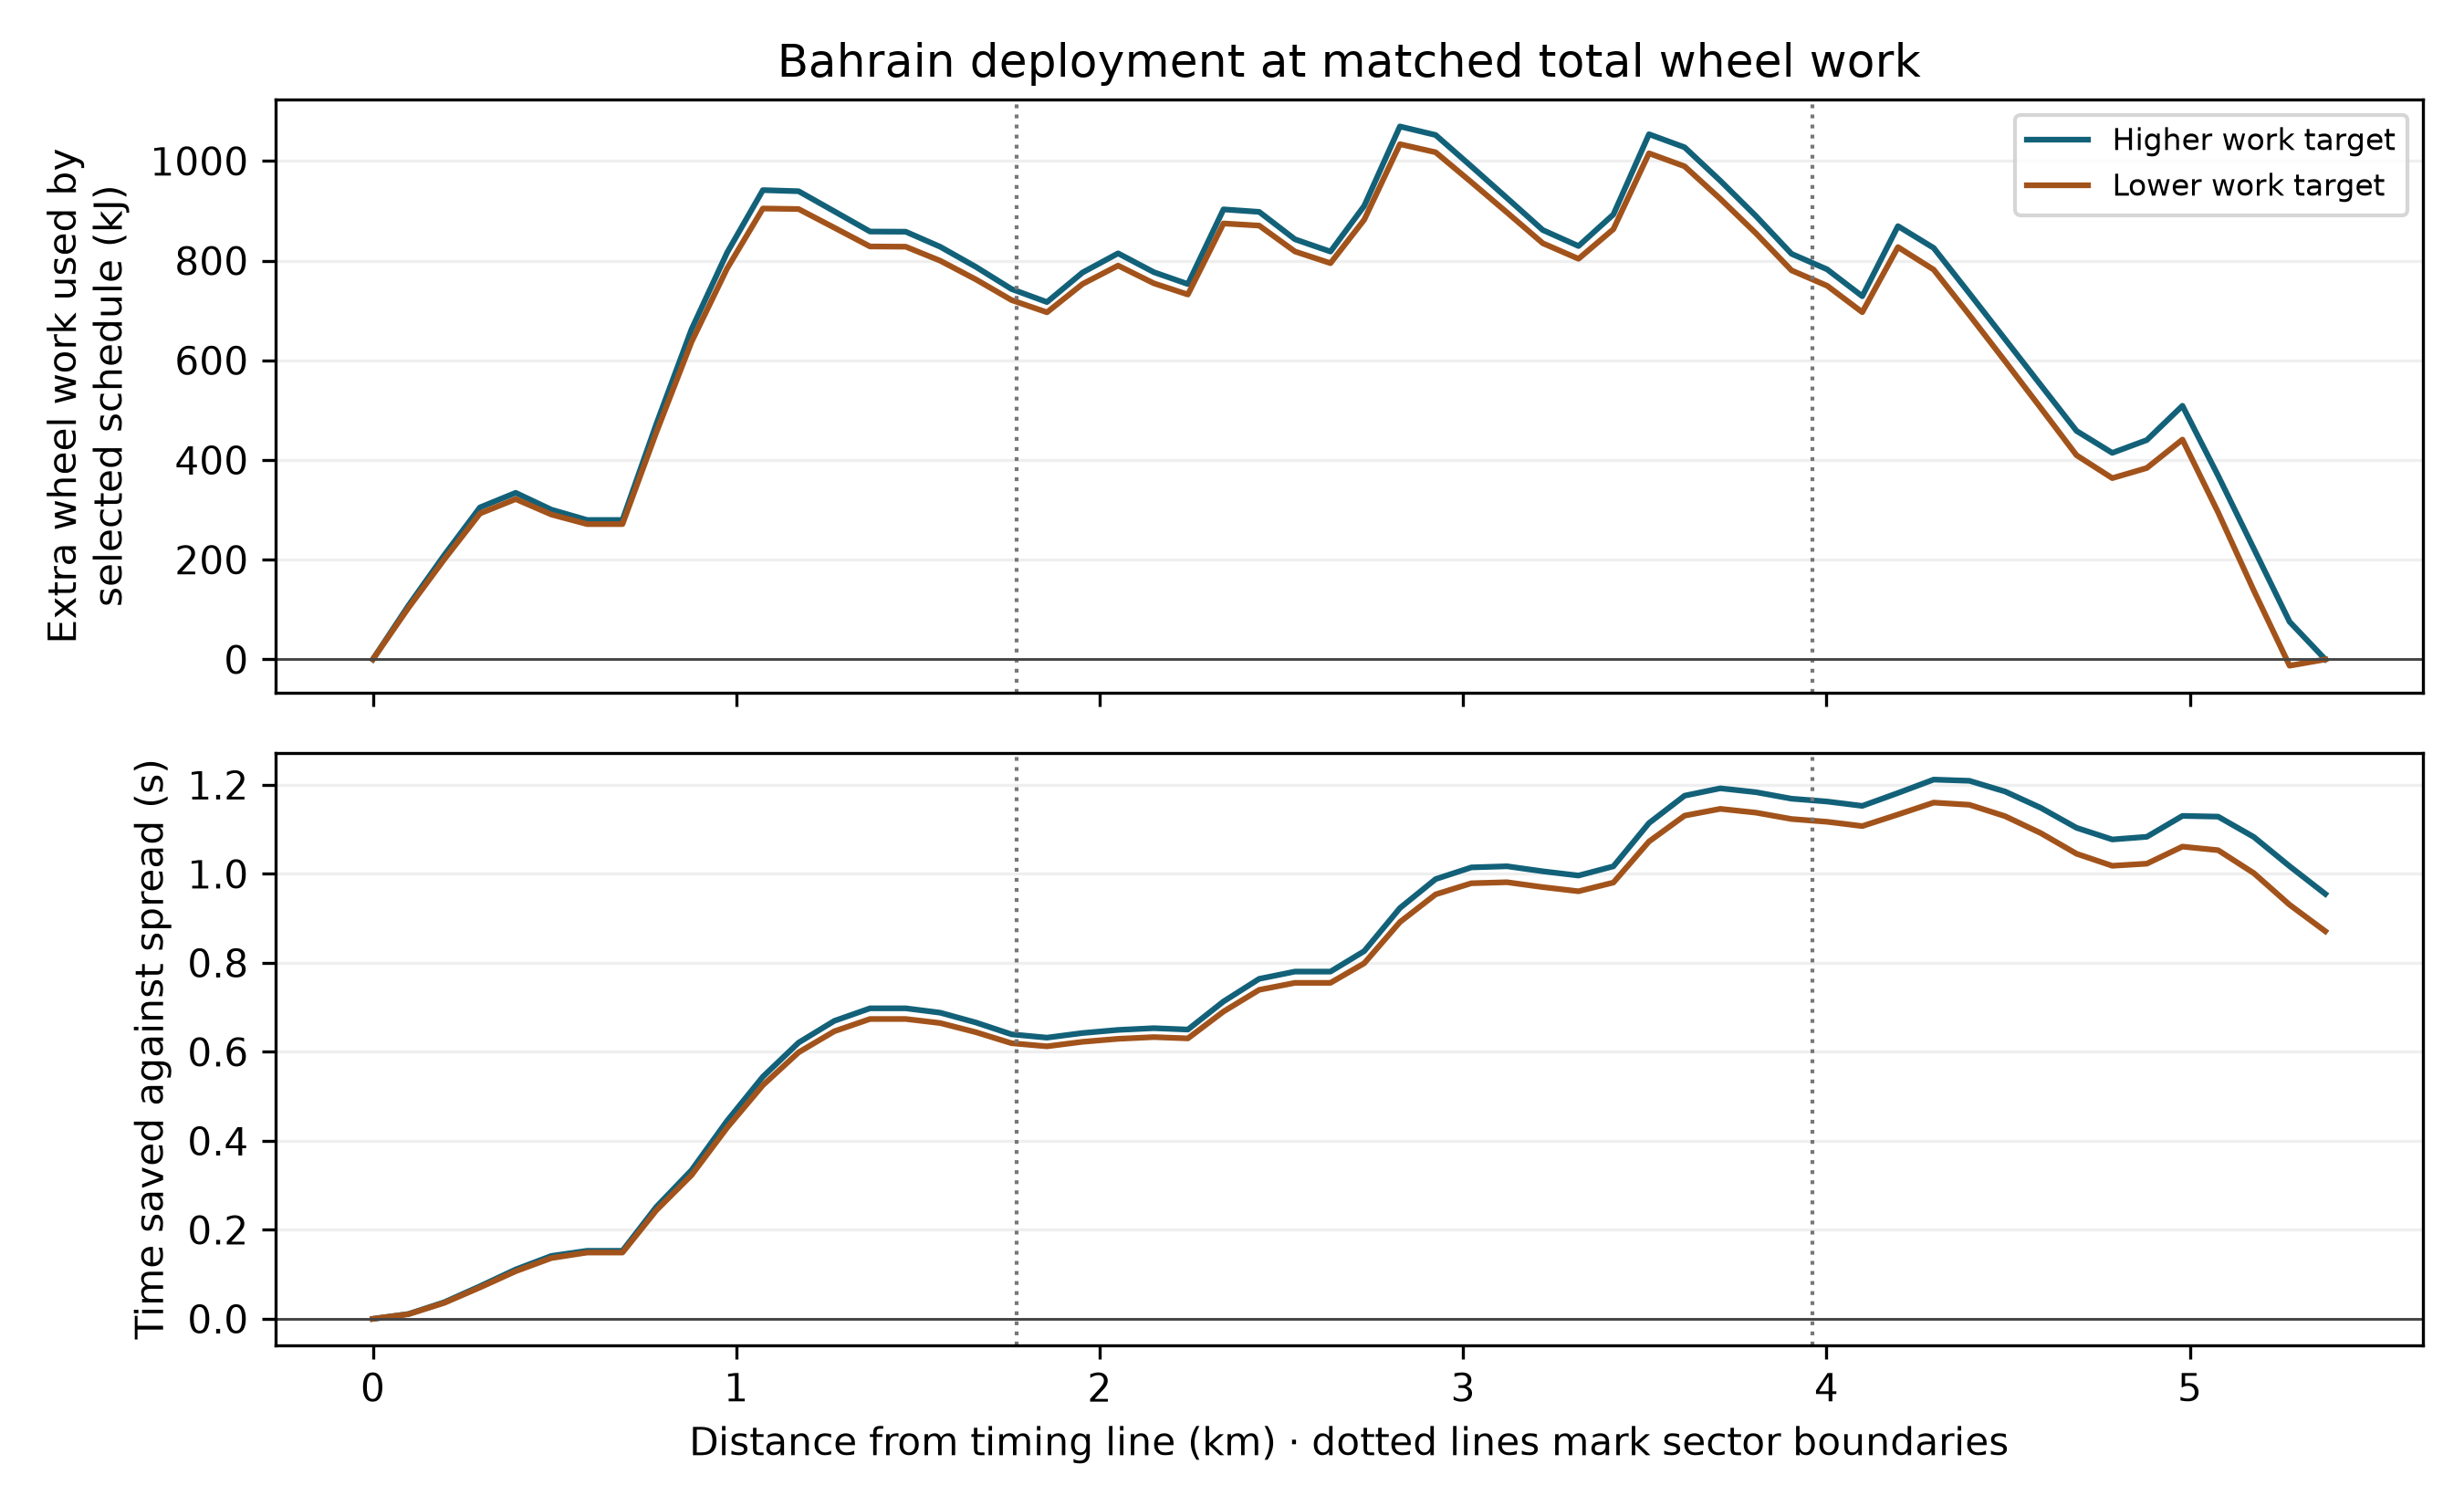 Bahrain deployment at matched total wheel work
Extra wheel work used by
selected schedule (kJ)
1000
800
600
400
200
0
Higher work target
Lower work target
Time saved against spread (s)
1.2
1.0
0.8
0.6
0.4
0.2
0.0
0
1
2
3
4
5
Distance from timing line (km) · dotted lines mark sector boundaries